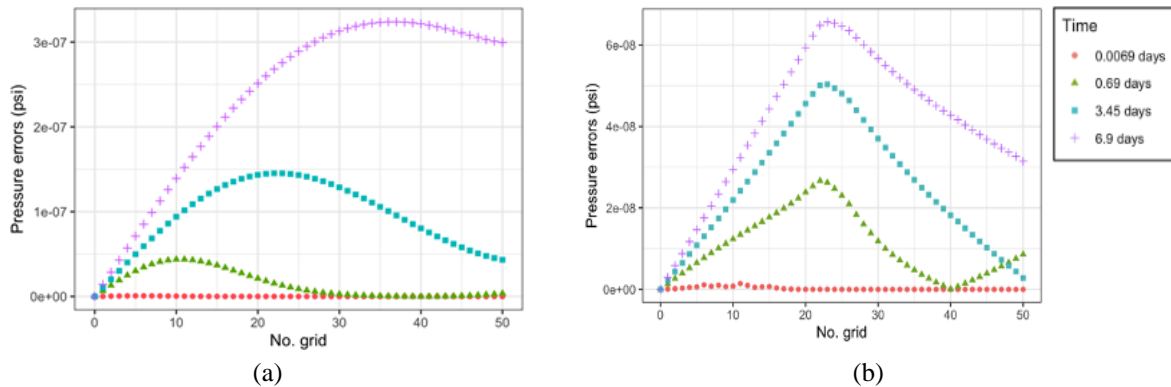 Pressure errors (psi)
3e-07
2e-07
1e-07
0e+00
0 10 20 30 40 50
No. grid
(a)
Pressure errors (psi)
6e-08
4e-08
2e-08
0e+00
0 10 20 30 40 50
No. grid
(b)
Time
0.0069 days
0.69 days
3.45 days
6.9 days